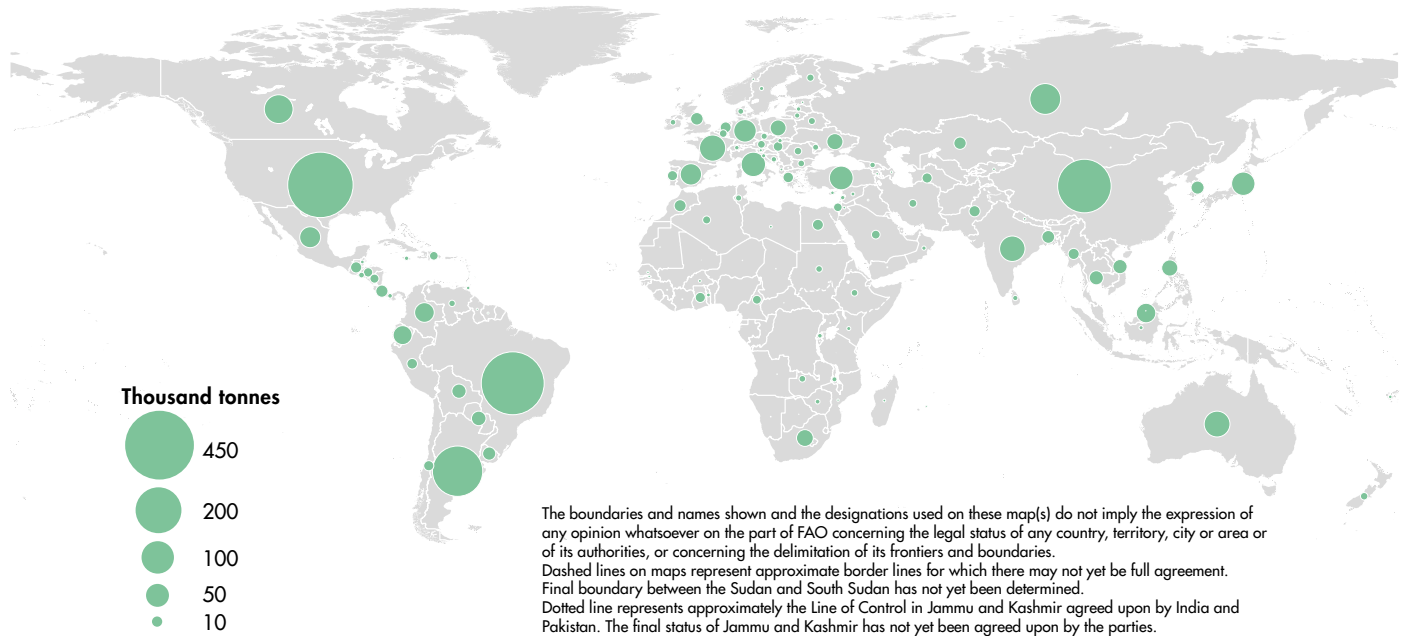 Thousand tonnes
450
200
100
50
10
The boundaries and names shown and the designations used on these map(s) do not imply the expression of
any opinion whatsoever on the part of FAO concerning the legal status of any country, territory, city or area or
of its authorities, or concerning the delimitation of its frontiers and boundaries.
Dashed lines on maps represent approximate border lines for which there may not yet be full agreement.
Final boundary between the Sudan and South Sudan has not yet been determined.
Dotted line represents approximately the Line of Control in Jammu and Kashmir agreed upon by India and
Pakistan. The final status of Jammu and Kashmir has not yet been agreed upon by the parties.